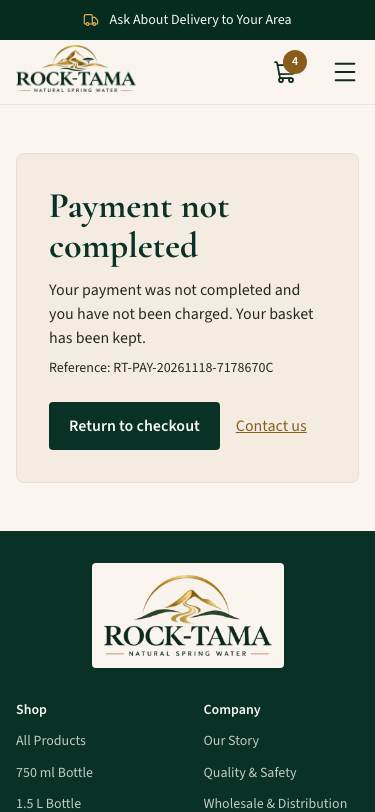 Ask About Delivery to Your Area
ROCK-TAMA
NATURAL SPRING WATER
4
Payment not
completed
Your payment was not completed and
you have not been charged. Your basket
has been kept.
Reference: RT-PAY-20261118-7178670C
Return to checkout
Contact us
ROCK-TAMA
NATURAL SPRING WATER
Shop
Company
All Products
Our Story
750 ml Bottle
Quality & Safety
1.5 L Bottle
Wholesale & Distribution